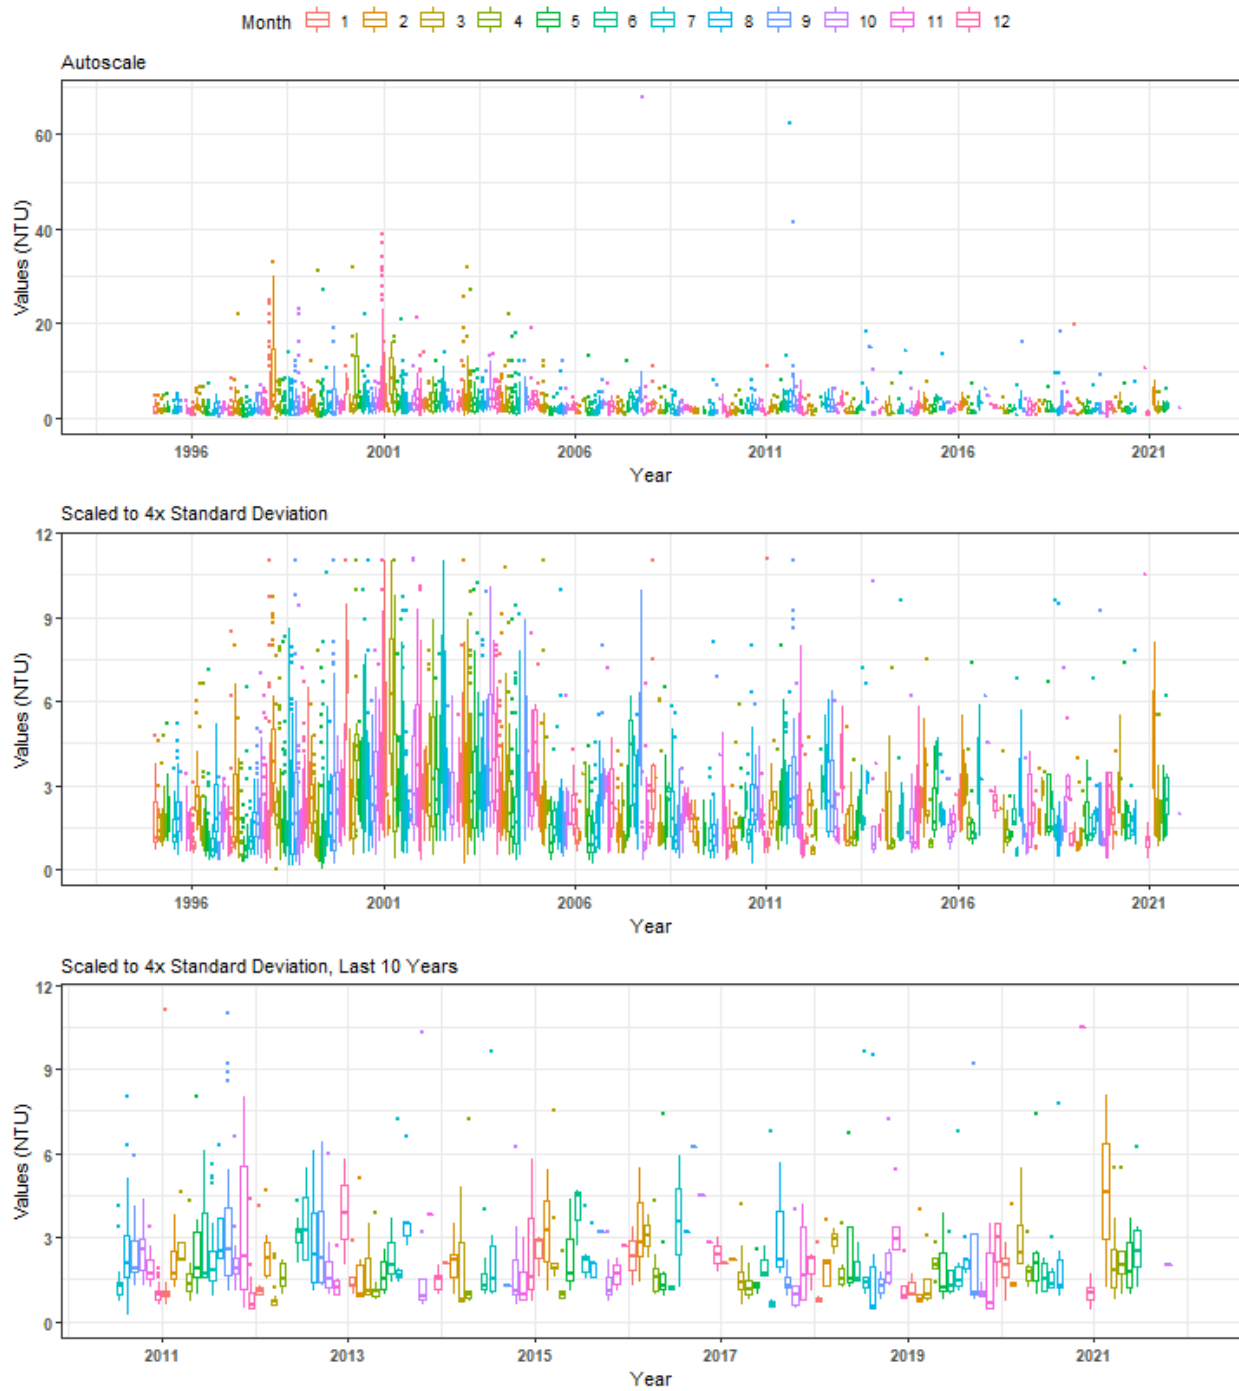 Month 1 2 3 4 5 6 7 8 9 10 11 12
Autoscale
60
40
20
0
Values (NTU)
1996 2001 2006 2011 2016 2021
Year
Scaled to 4x Standard Deviation
12
9
6
3
0
Values (NTU)
1996 2001 2006 2011 2016 2021
Year
Scaled to 4x Standard Deviation, Last 10 Years
12
9
6
3
0
Values (NTU)
2011 2013 2015 2017 2019 2021
Year